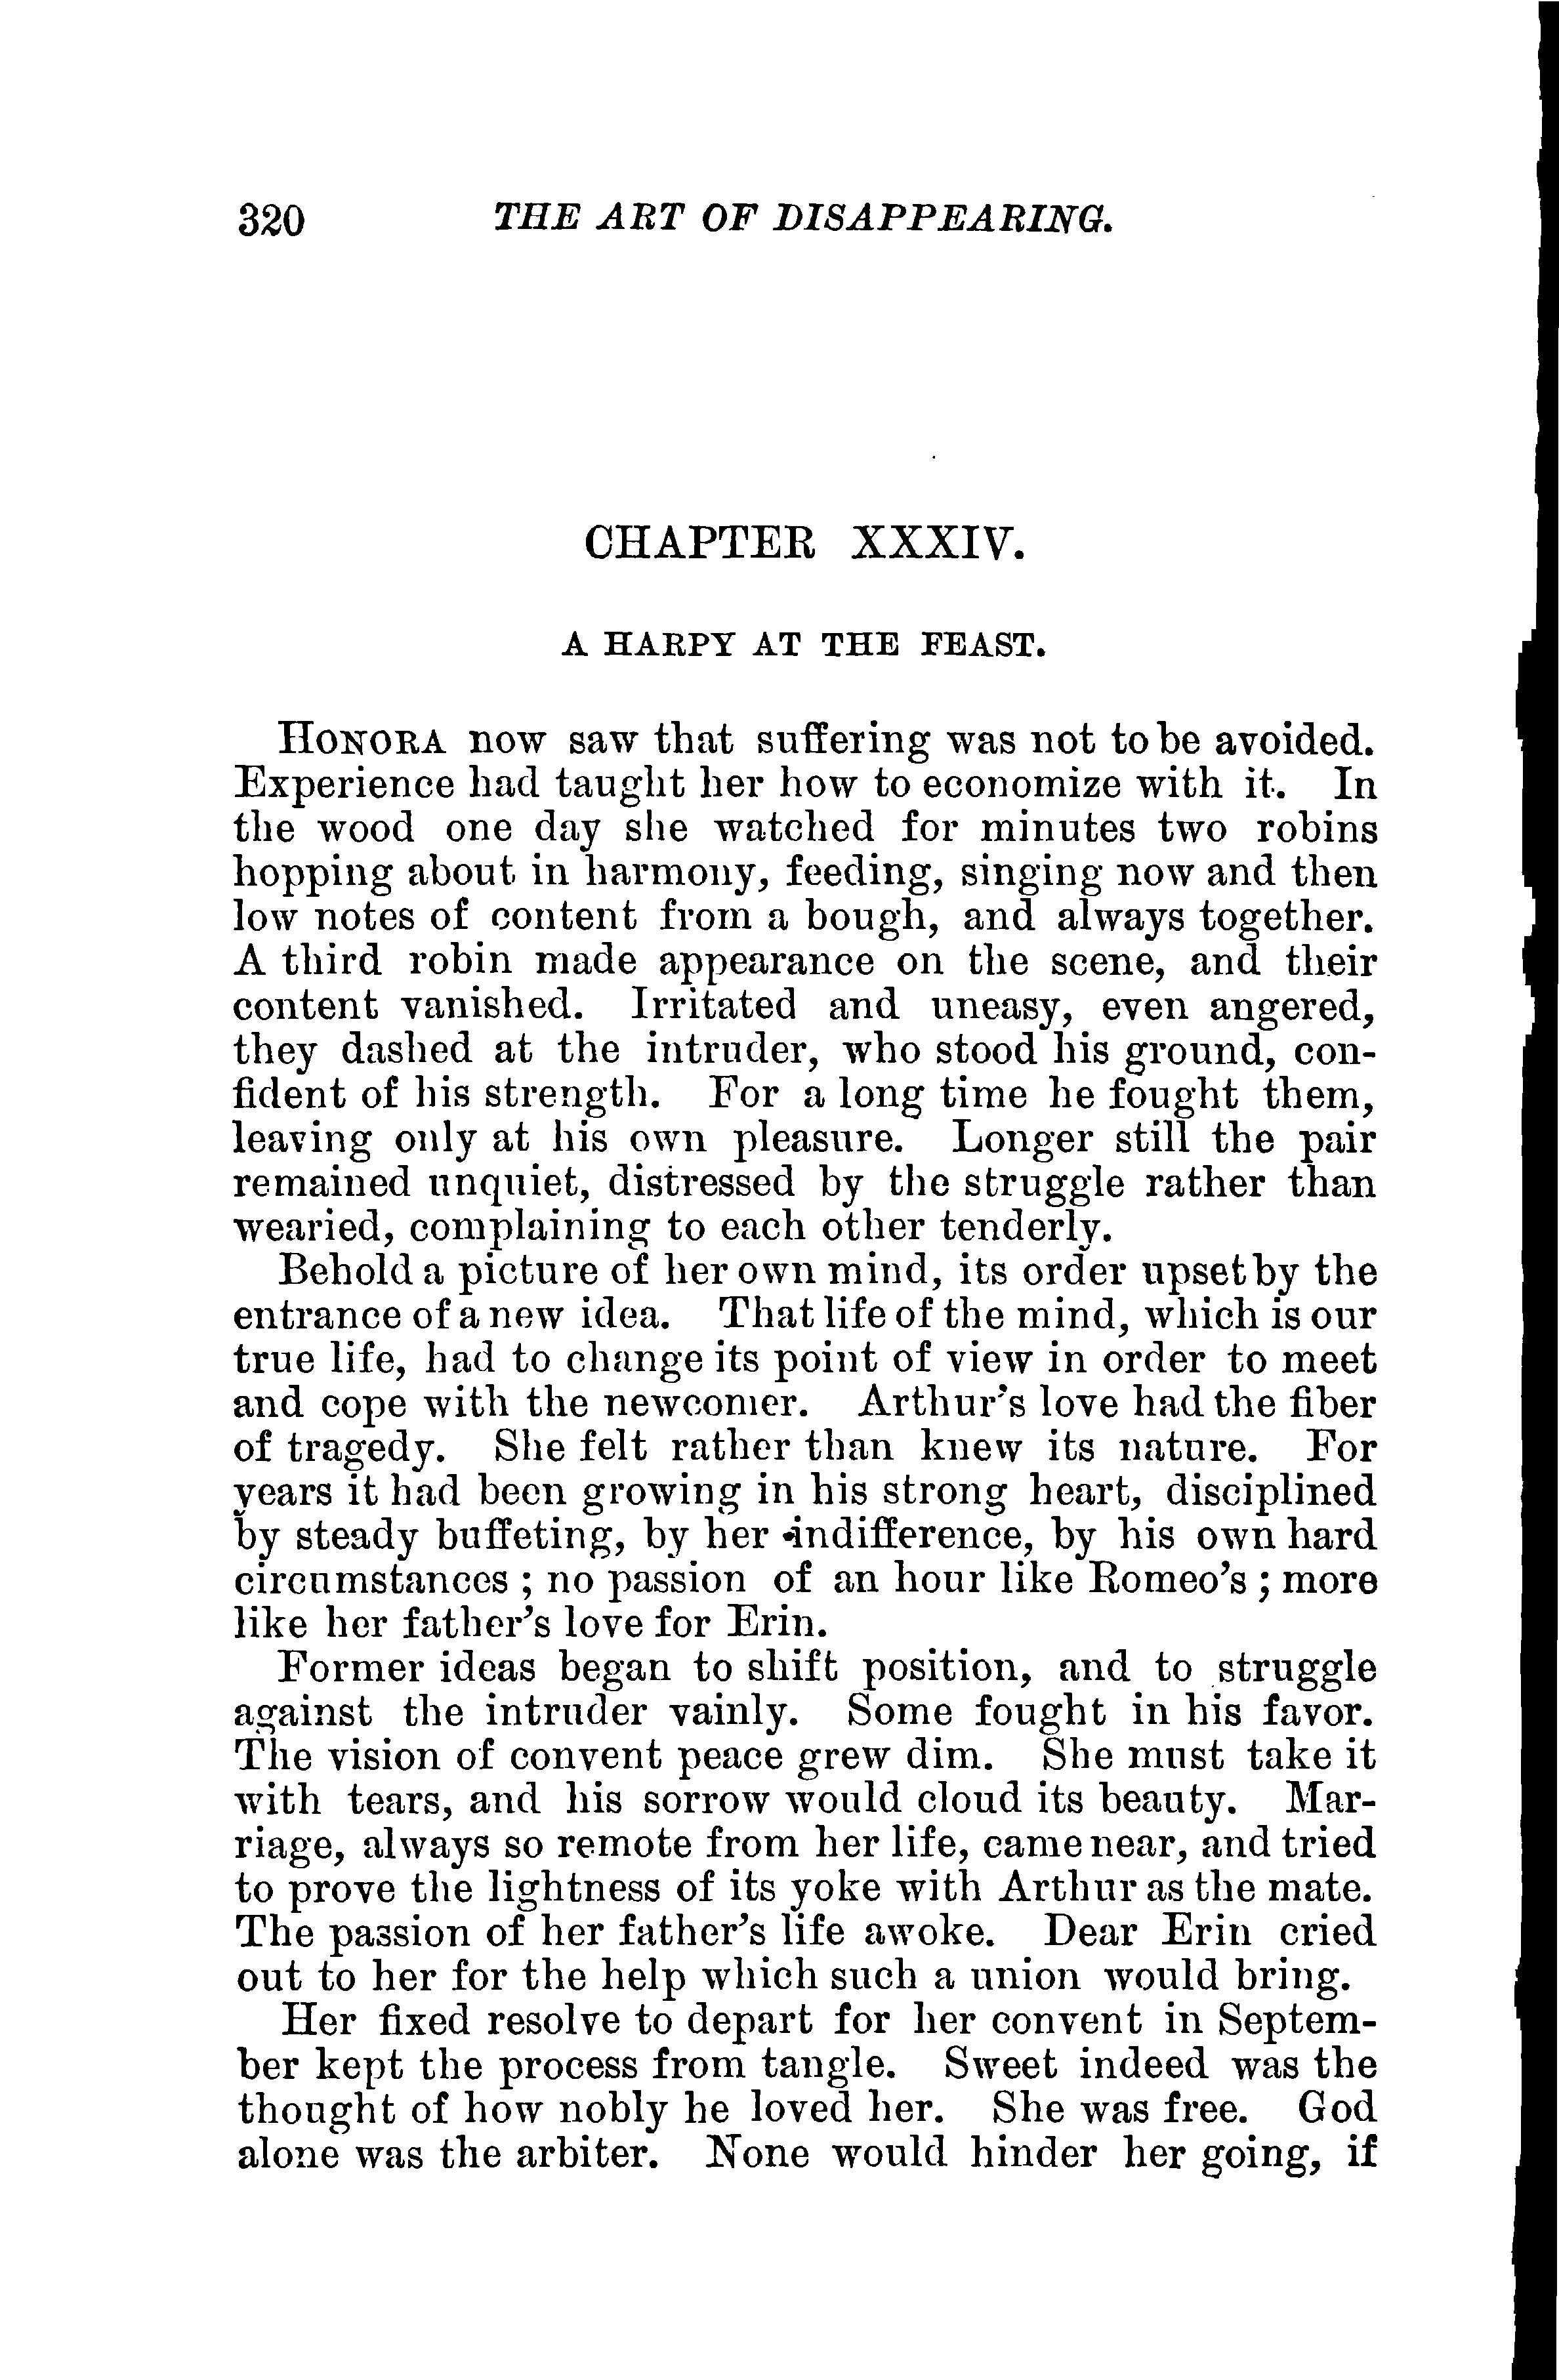 320 THE ART OF DISAPPEARING.
CHAPTER XXXIV.
A HARPY AT THE FEAST.
HONORA now saw that suffering was not to be avoided.
Experience had taught her how to economize with it. In
the wood one day she watched for minutes two robins
hopping about in harmony, feeding, singing now and then
low notes of content from a bough, and always together.
A third robin made appearance on the scene, and their
content vanished. Irritated and uneasy, even angered,
they dashed at the intruder, who stood his ground, con-
fident of his strength. For a long time he fought them,
leaving only at his own pleasure. Longer still the pair
remained unquiet, distressed by the struggle rather than
wearied, complaining to each other tenderly.
Behold a picture of her own mind, its order upset by the
entrance of a new idea. That life of the mind, which is our
true life, had to change its point of view in order to meet
and cope with the newcomer. Arthur's love had the fiber
of tragedy. She felt rather than knew its nature. For
years it had been growing in his strong heart, disciplined
by steady buffeting, by her indifference, by his own hard
circumstances ; no passion of an hour like Romeo's ; more
like her father's love for Erin.
Former ideas began to shift position, and to struggle
against the intruder vainly. Some fought in his favor.
The vision of convent peace grew dim. She must take it
with tears, and his sorrow would cloud its beauty. Mar-
riage, always so remote from her life, came near, and tried
to prove the lightness of its yoke with Arthur as the mate.
The passion of her father's life awoke. Dear Erin cried
out to her for the help which such a union would bring.
Her fixed resolve to depart for her convent in Septem-
ber kept the process from tangle. Sweet indeed was the
thought of how nobly he loved her. She was free. God
alone was the arbiter. None would hinder her going, if